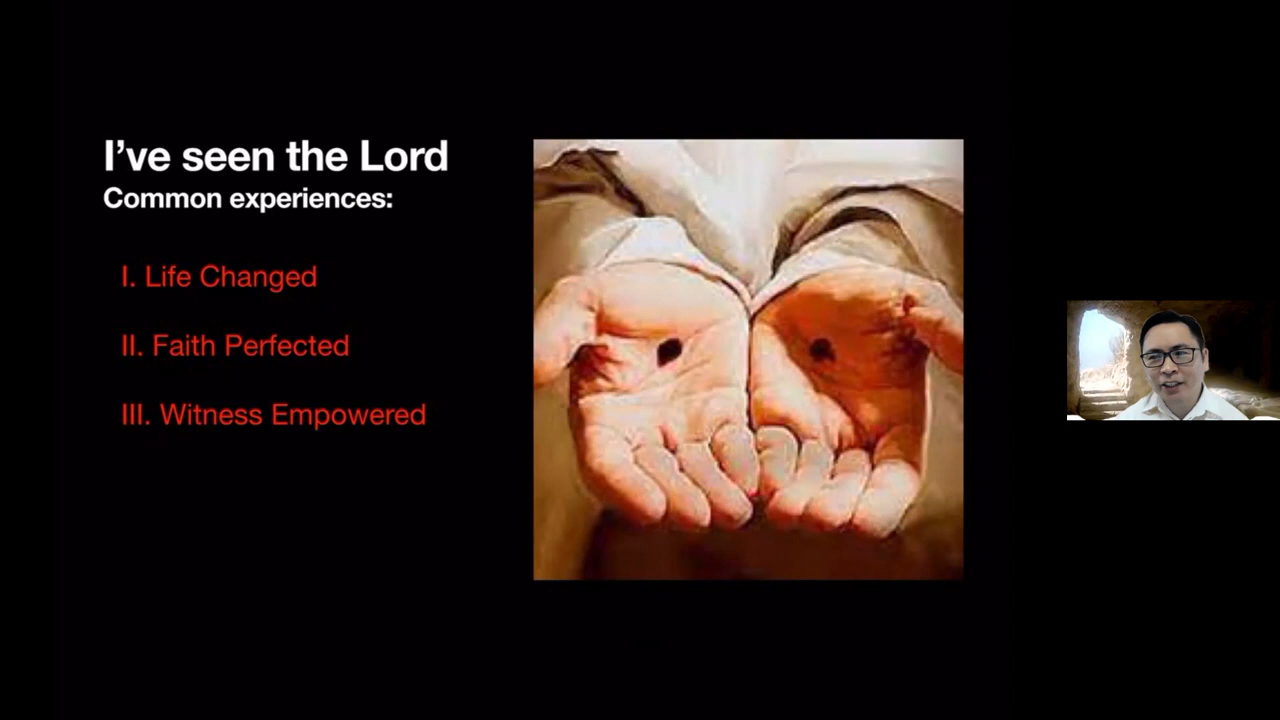 I’ve seen the Lord
Common experiences:
I. Life Changed
II. Faith Perfected
III. Witness Empowered